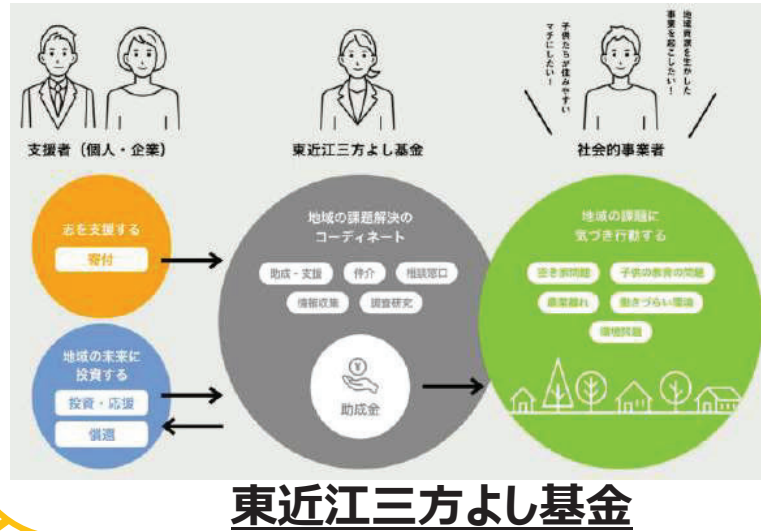 子供たちが住みやすい
マチにしたい！
地域資源を生かした
事業を起こしたい！
支援者（個人・企業）
東近江三方よし基金
社会的事業者
志を支援する
寄付
地域の未来に
投資する
投資・応援
償還
地域の課題解決の
コーディネート
助成・支援
仲介
相談窓口
情報収集
調査研究
¥
助成金
地域の課題に
気づき行動する
空き家問題
子供の教育の問題
農業離れ
働きづらい環境
環境問題
東近江三方よし基金